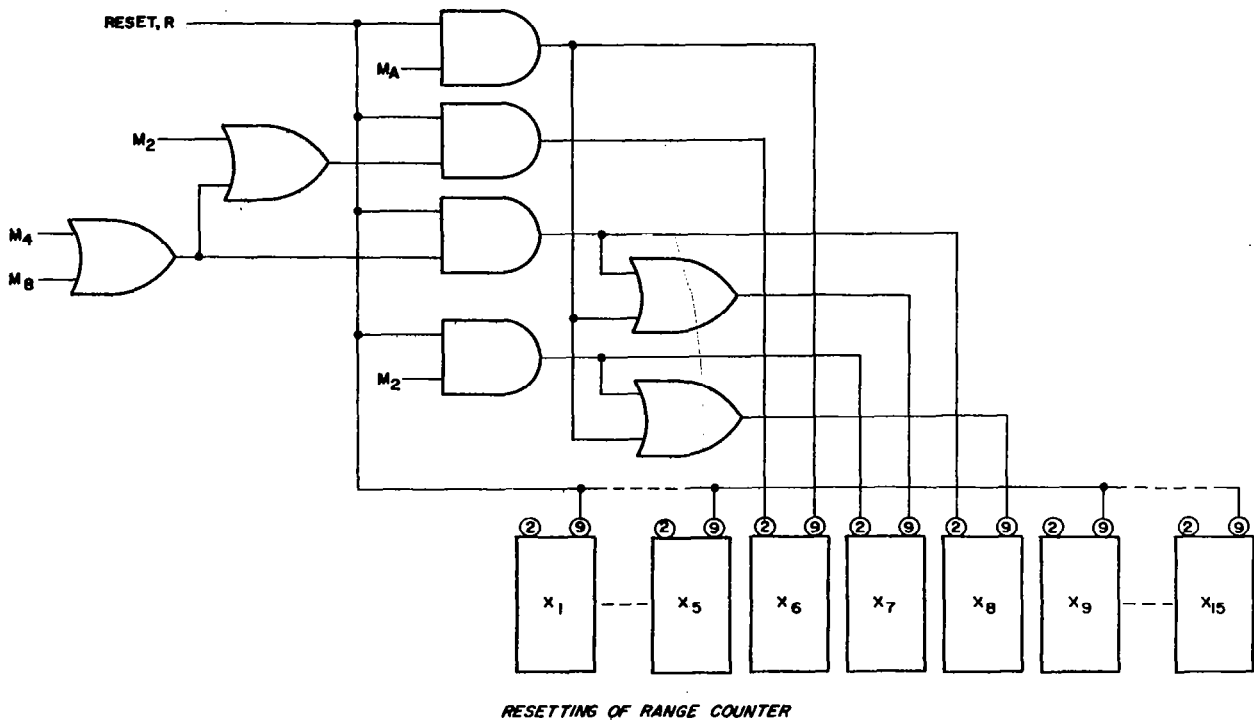 RESET, R
MA
M2
M4
M8
M2
2 9 2 9 2 9 2 9 2 9 2 9 2 9
X1 X5 X6 X7 X8 X9 X15
RESETTING OF RANGE COUNTER